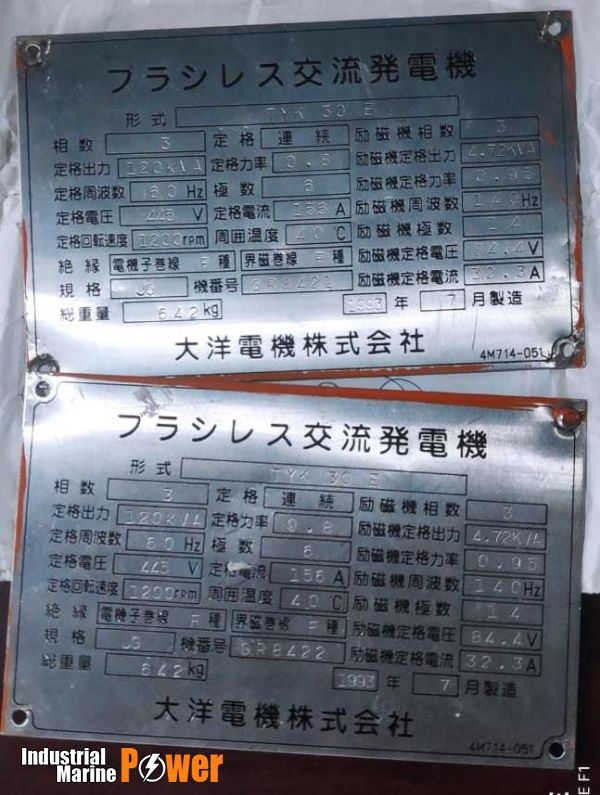 ブラシレス交流発電機
形式 TYK 30 E
相数 3 定格 連続 励磁機相数 3
定格出力 120KVA 定格力率 0.8 励磁機定格出力 4.72KVA
定格周波数 60 Hz 極数 6 励磁機定格力率 0.95
定格電圧 445 V 定格電流 156 A 励磁機周波数 140Hz
定格回転速度 1200rpm 周囲温度 40℃ 励磁機極数 14
絶縁 電機子巻線 F 種 界磁巻線 F 種 励磁機定格電圧 84.4V
規格 JG 機番号 GR8421 励磁機定格電流 32.3A
総重量 642kg 1993 年 7 月製造
大洋電機株式会社 4M714-051
ブラシレス交流発電機
形式 TYK 30 E
相数 3 定格 連続 励磁機相数 3
定格出力 120KVA 定格力率 0.8 励磁機定格出力 4.72KVA
定格周波数 60 Hz 極数 6 励磁機定格力率 0.95
定格電圧 445 V 定格電流 156 A 励磁機周波数 140Hz
定格回転速度 1200rpm 周囲温度 40℃ 励磁機極数 14
絶縁 電機子巻線 F 種 界磁巻線 F 種 励磁機定格電圧 84.4V
規格 JG 機番号 GR8422 励磁機定格電流 32.3A
総重量 642kg 1993 年 7 月製造
大洋電機株式会社 4M714-051
Industrial
Marine Power